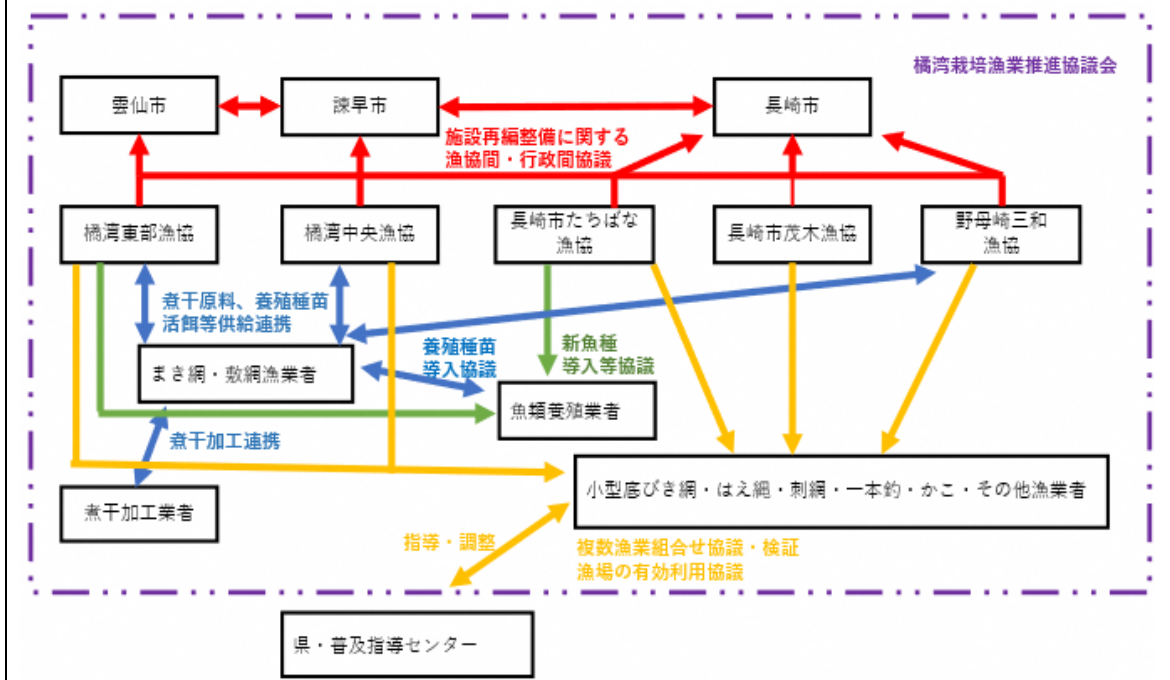 橘湾栽培漁業推進協議会
雲仙市
諫早市
長崎市
施設再編整備に関する
漁協間・行政間協議
橘湾東部漁協
橘湾中央漁協
長崎市たちばな
漁協
長崎市茂木漁協
野母崎三和
漁協
煮干原料、養殖種苗
活餌等供給連携
養殖種苗
導入協議
新魚種
導入等協議
まき網・敷網漁業者
魚類養殖業者
煮干加工連携
煮干加工業者
小型底びき網・はえ縄・刺網・一本釣・かご・その他漁業者
指導・調整
複数漁業組合せ協議・検証
漁場の有効利用協議
県・普及指導センター